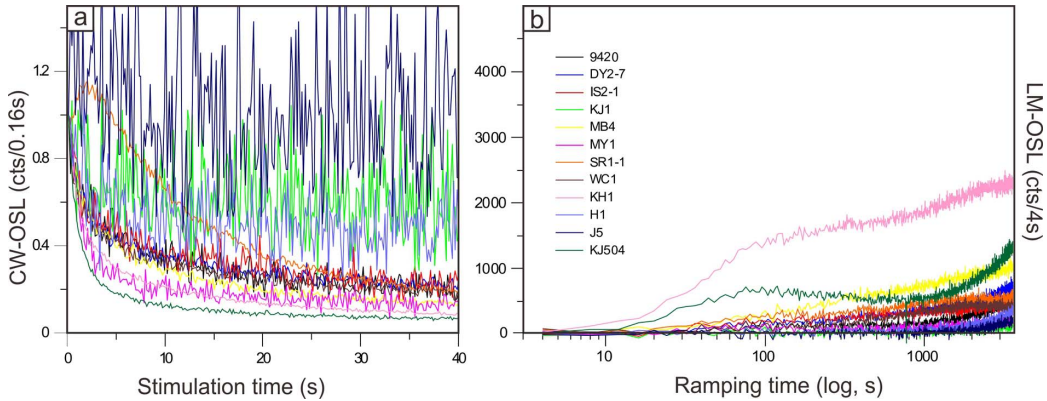 a
CW-OSL (cts/0.16s)
1.2
0.8
0.4
0
0
10
20
30
40
Stimulation time (s)
b
4000
3000
2000
1000
0
9420
DY2-7
IS2-1
KJ1
MB4
MY1
SR1-1
WC1
KH1
H1
J5
KJ504
10
100
1000
Ramping time (log, s)
LM-OSL (cts/4s)